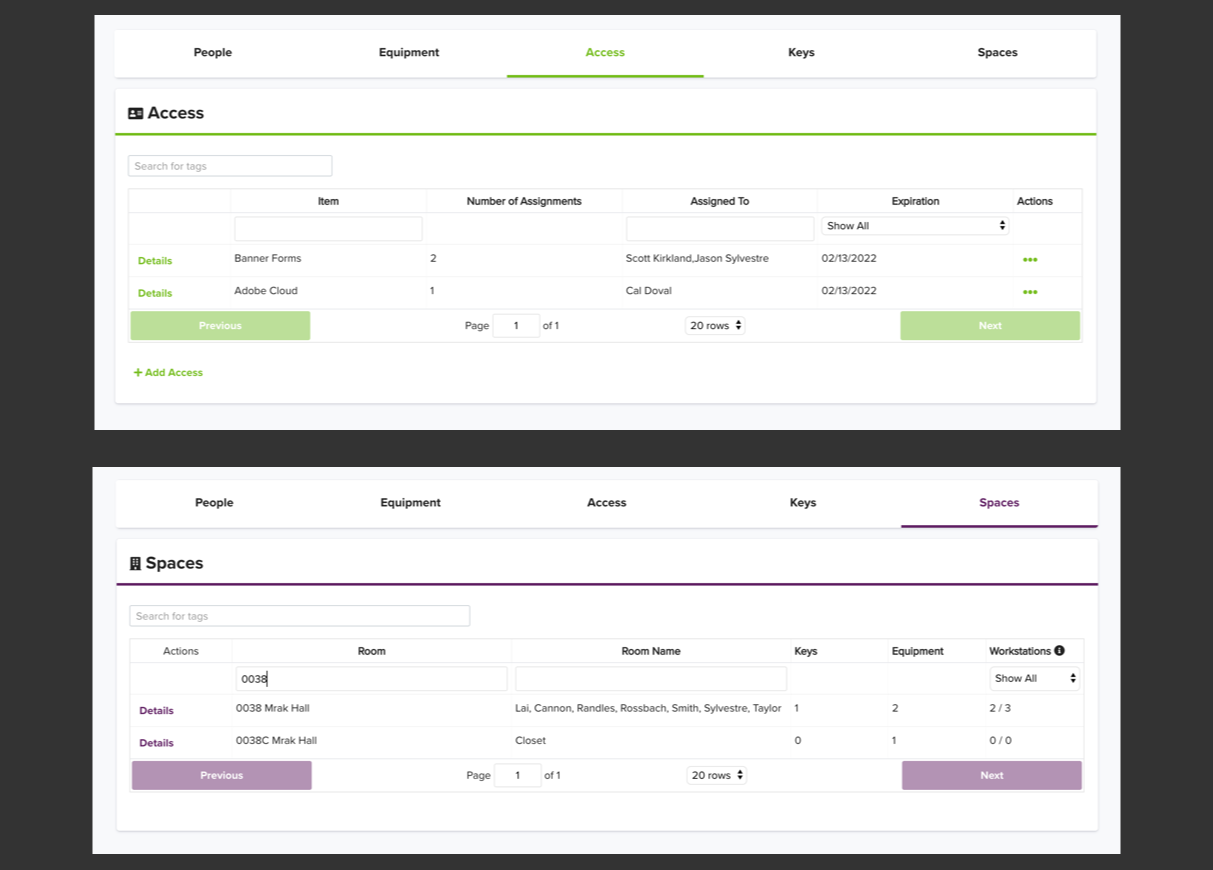 People Equipment Access Keys Spaces
Access
Search for tags
Item Number of Assignments Assigned To Expiration Actions
Show All
Details Banner Forms 2 Scott Kirkland,Jason Sylvestre 02/13/2022
Details Adobe Cloud 1 Cal Doval 02/13/2022
Previous Page 1 of 1 20 rows Next
+ Add Access
People Equipment Access Keys Spaces
Spaces
Search for tags
Actions Room Room Name Keys Equipment Workstations
0038 Show All
Details 0038 Mrak Hall Lai, Cannon, Randles, Rossbach, Smith, Sylvestre, Taylor 1 2 2 / 3
Details 0038C Mrak Hall Closet 0 1 0 / 0
Previous Page 1 of 1 20 rows Next